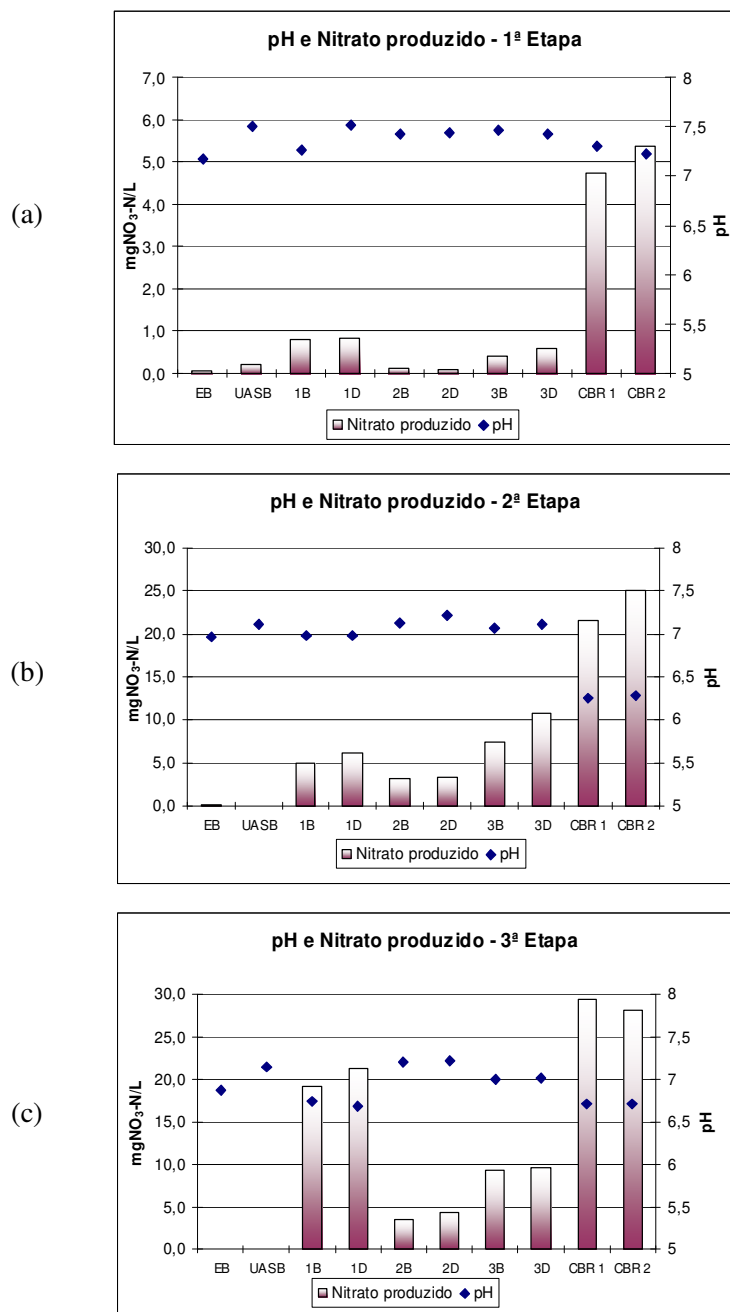 (a)
pH e Nitrato produzido - 1ª Etapa
7,0
6,0
5,0
4,0
3,0
2,0
1,0
0,0
mgNO₃-N/L
8
7,5
7
6,5
6
5,5
5
pH
EB UASB 1B 1D 2B 2D 3B 3D CBR 1 CBR 2
Nitrato produzido pH
(b)
pH e Nitrato produzido - 2ª Etapa
30,0
25,0
20,0
15,0
10,0
5,0
0,0
mgNO₃-N/L
8
7,5
7
6,5
6
5,5
5
pH
EB UASB 1B 1D 2B 2D 3B 3D CBR 1 CBR 2
Nitrato produzido pH
(c)
pH e Nitrato produzido - 3ª Etapa
30,0
25,0
20,0
15,0
10,0
5,0
0,0
mgNO₃-N/L
8
7,5
7
6,5
6
5,5
5
pH
EB UASB 1B 1D 2B 2D 3B 3D CBR 1 CBR 2
Nitrato produzido pH